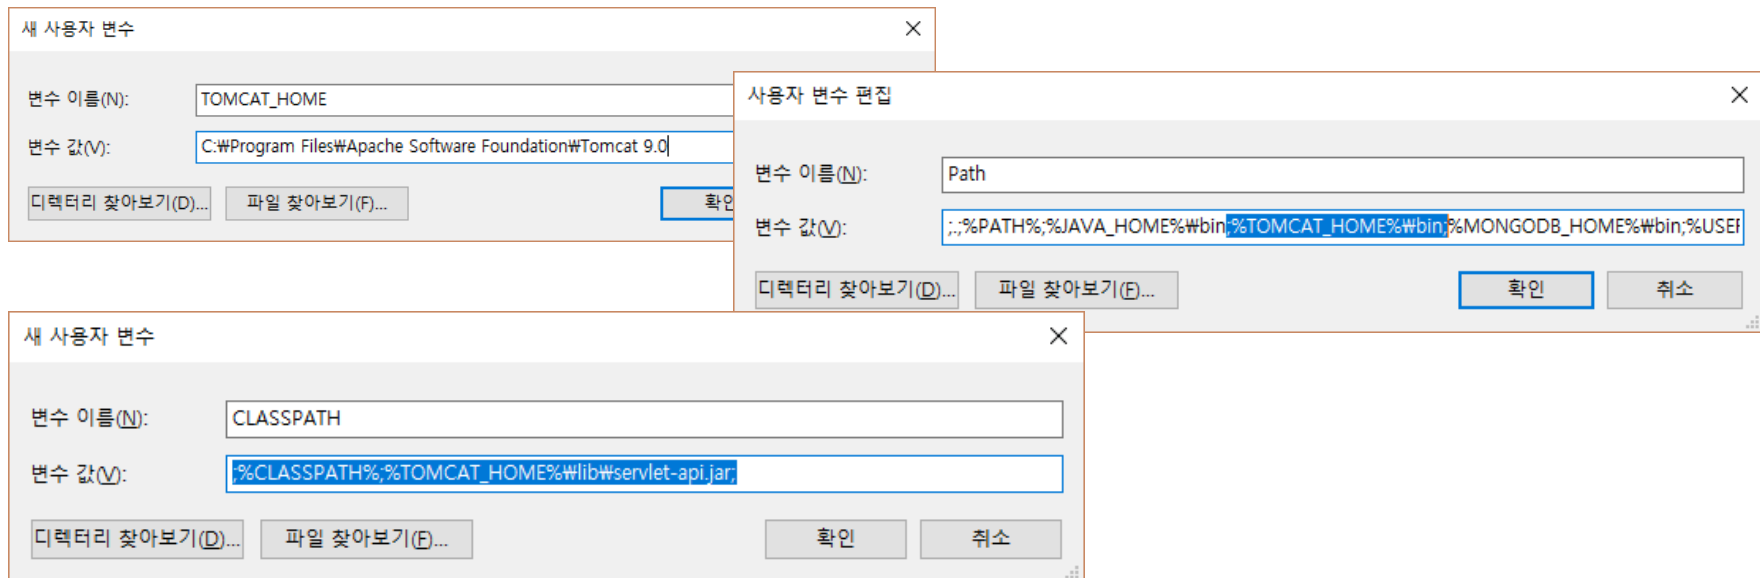 새 사용자 변수
변수 이름(N):
TOMCAT_HOME
변수 값(V):
C:₩Program Files₩Apache Software Foundation₩Tomcat 9.0
디렉터리 찾아보기(D)...
파일 찾아보기(F)...
확인
사용자 변수 편집
변수 이름(N):
Path
변수 값(V):
;.;%PATH%;%JAVA_HOME%₩bin;%TOMCAT_HOME%₩bin;%MONGODB_HOME%₩bin;%USER
디렉터리 찾아보기(D)...
파일 찾아보기(F)...
확인
취소
새 사용자 변수
변수 이름(N):
CLASSPATH
변수 값(V):
;%CLASSPATH%;%TOMCAT_HOME%₩lib₩servlet-api.jar;
디렉터리 찾아보기(D)...
파일 찾아보기(F)...
확인
취소